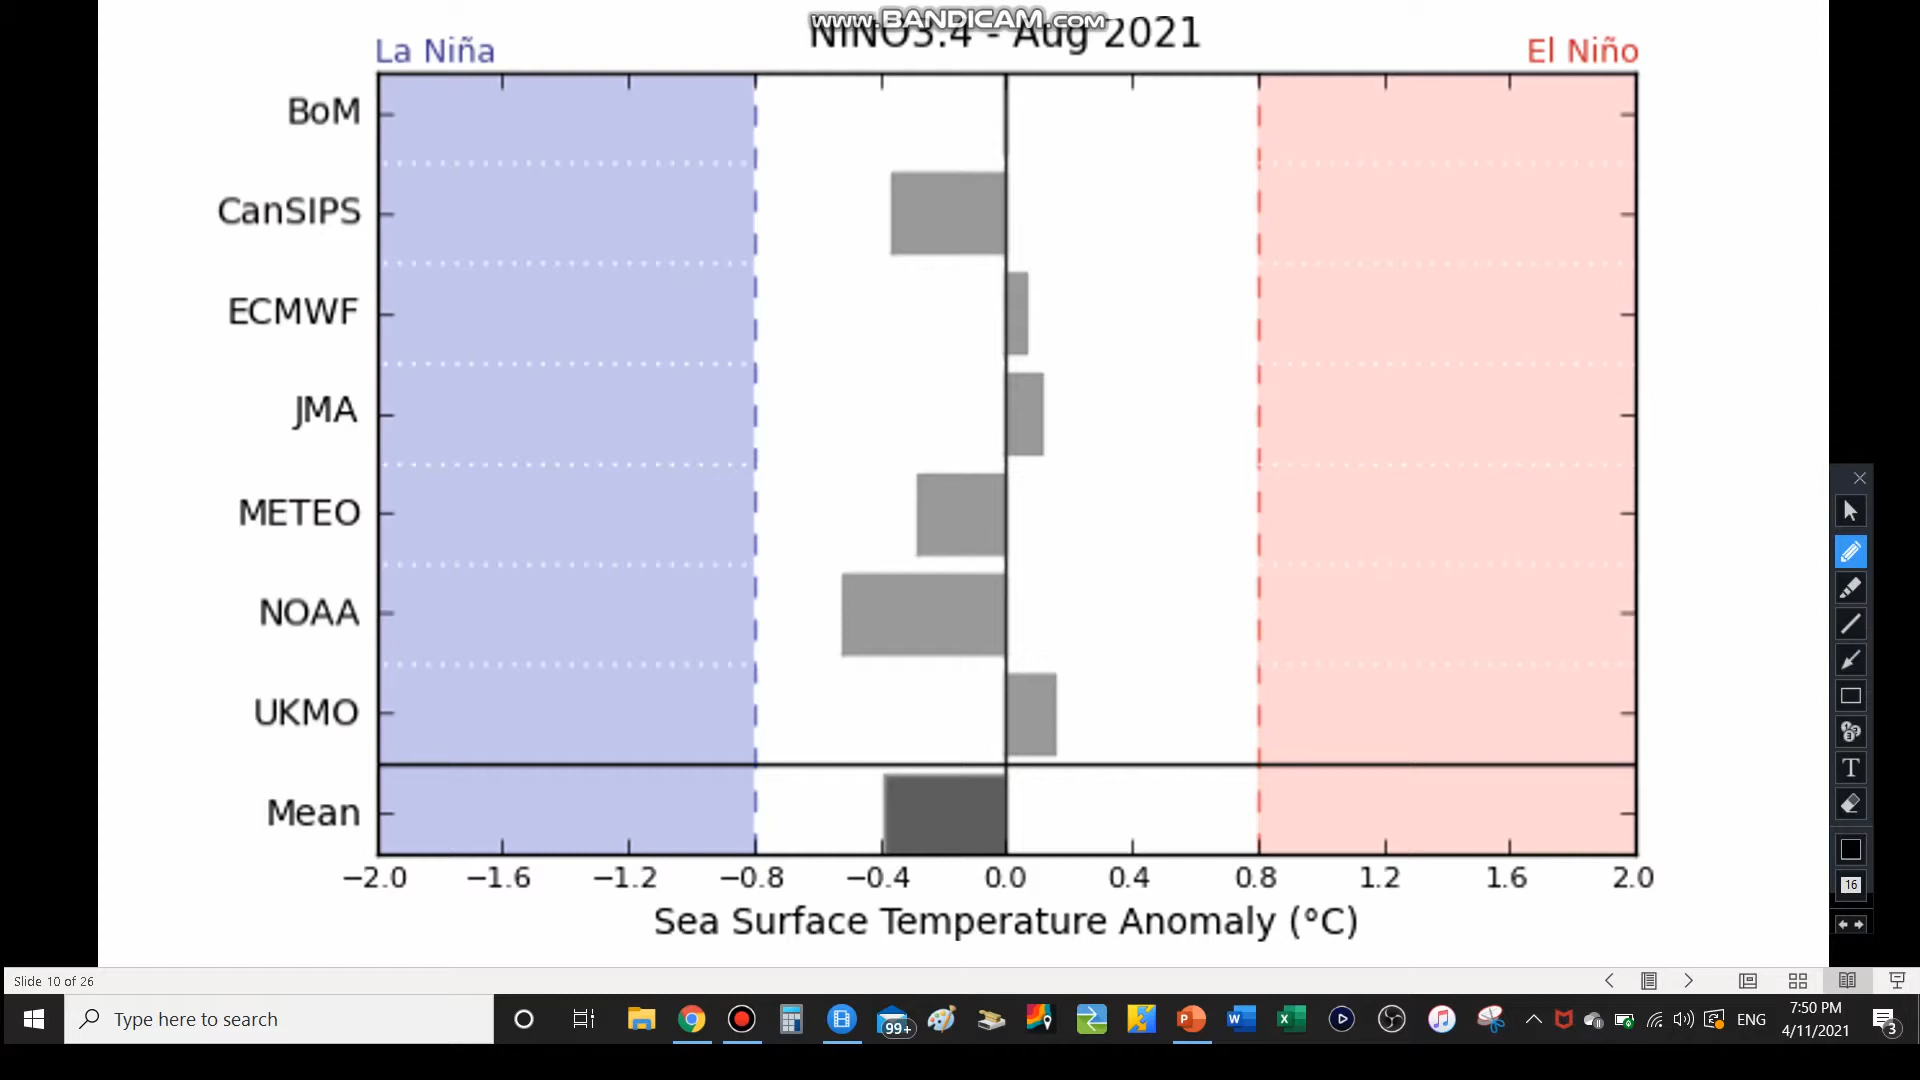 www.BANDICAM.com
NINO3.4 - Aug 2021
La Niña
El Niño
BoM
CanSIPS
ECMWF
JMA
METEO
NOAA
UKMO
Mean
−2.0 −1.6 −1.2 −0.8 −0.4 0.0 0.4 0.8 1.2 1.6 2.0
Sea Surface Temperature Anomaly (°C)
T
16
Slide 10 of 26
Type here to search
99+
ENG
7:50 PM
4/11/2021
3